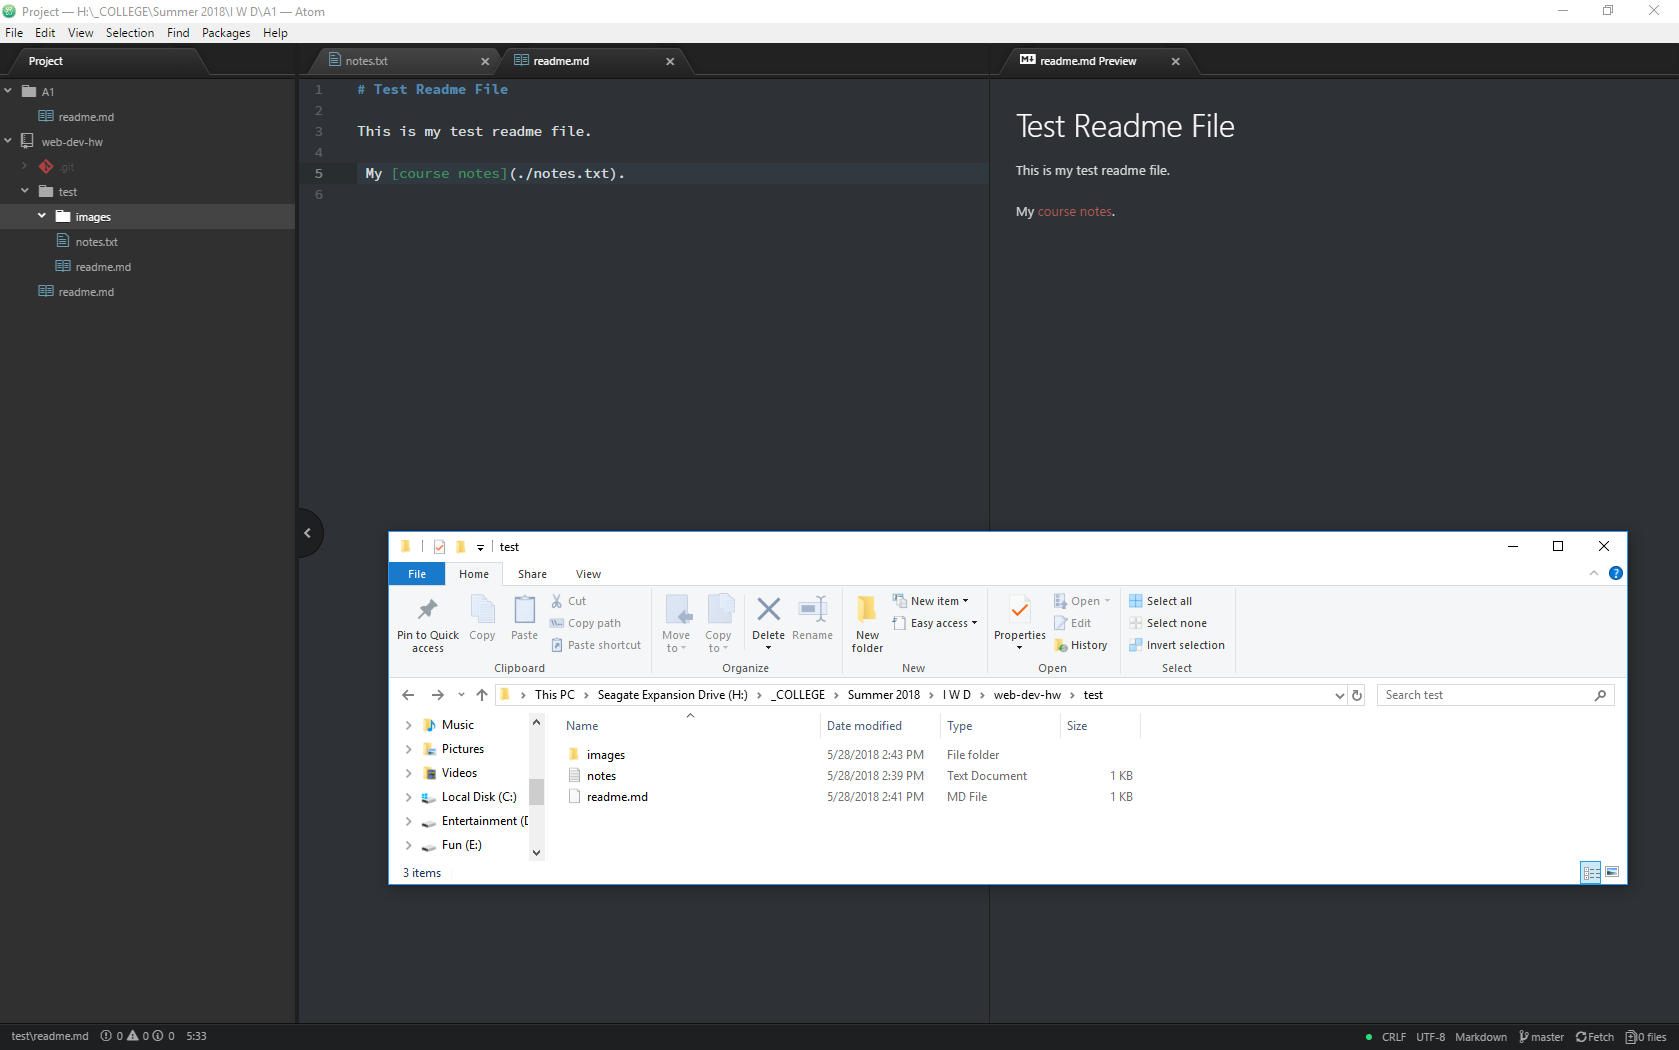 Project — H:\_COLLEGE\Summer 2018\I W D\A1 — Atom
File Edit View Selection Find Packages Help
Project
notes.txt
readme.md
readme.md Preview
A1
readme.md
web-dev-hw
.git
test
images
notes.txt
readme.md
readme.md
1 # Test Readme File
2
3 This is my test readme file.
4
5 My [course notes](./notes.txt).
6
Test Readme File
This is my test readme file.
My course notes.
test
File Home Share View
Pin to Quick access
Copy
Paste
Cut
Copy path
Paste shortcut
Clipboard
Move to
Copy to
Delete
Rename
Organize
New folder
New item
Easy access
New
Properties
Open
Edit
History
Open
Select all
Select none
Invert selection
Select
This PC > Seagate Expansion Drive (H:) > _COLLEGE > Summer 2018 > I W D > web-dev-hw > test
Search test
Music
Pictures
Videos
Local Disk (C:)
Entertainment (D
Fun (E:)
Name Date modified Type Size
images 5/28/2018 2:43 PM File folder
notes 5/28/2018 2:39 PM Text Document 1 KB
readme.md 5/28/2018 2:41 PM MD File 1 KB
3 items
test\readme.md 0 0 0 5:33
CRLF UTF-8 Markdown master Fetch 0 files